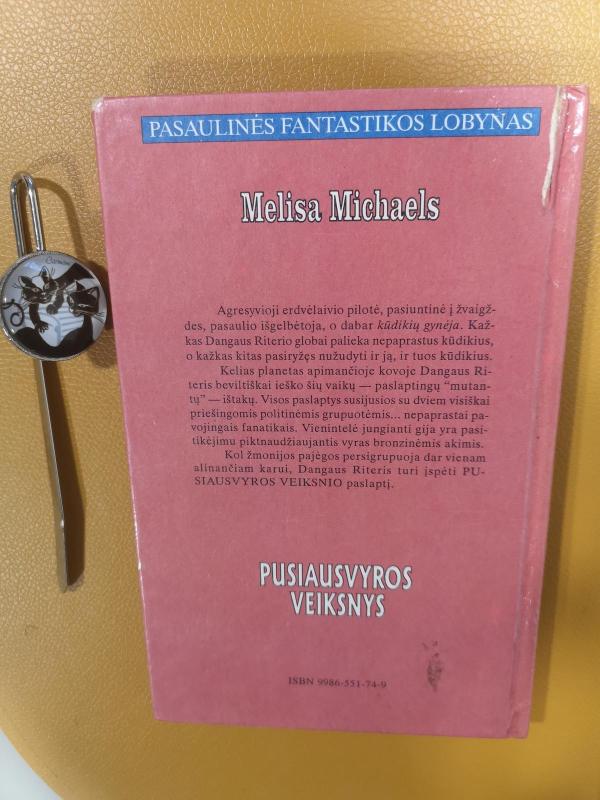 PASAULINĖS FANTASTIKOS LOBYNAS
Melisa Michaels
Agresyvioji erdvėlaivio pilotė, pasiuntinė į žvaigž-
des, pasaulio išgelbėtoja, o dabar kūdikių gynėja. Kaž-
kas Dangaus Riterio globai palieka nepaprastus kūdikius,
o kažkas kitas pasiryžęs nužudyti ir ją, ir tuos kūdikius.
Kelias planetas apimančioje kovoje Dangaus Ri-
teris beviltiškai ieško šių vaikų — paslaptingų “mutan-
tų” — ištakų. Visos paslaptys susijusios su dviem visiškai
priešingomis politinėmis grupuotėmis... nepaprastai pa-
vojingais fanatikais. Vienintelė jungianti gija yra pasi-
tikėjimu piktnaudžiaujantis vyras bronzinėmis akimis.
Kol žmonijos pajėgos persigrupuoja dar vienam
alinančiam karui, Dangaus Riteris turi įspėti PU-
SIAUSVYROS VEIKSNIO paslaptį.
PUSIAUSVYROS
VEIKSNYS
ISBN 9986-551-74-9
Carmani